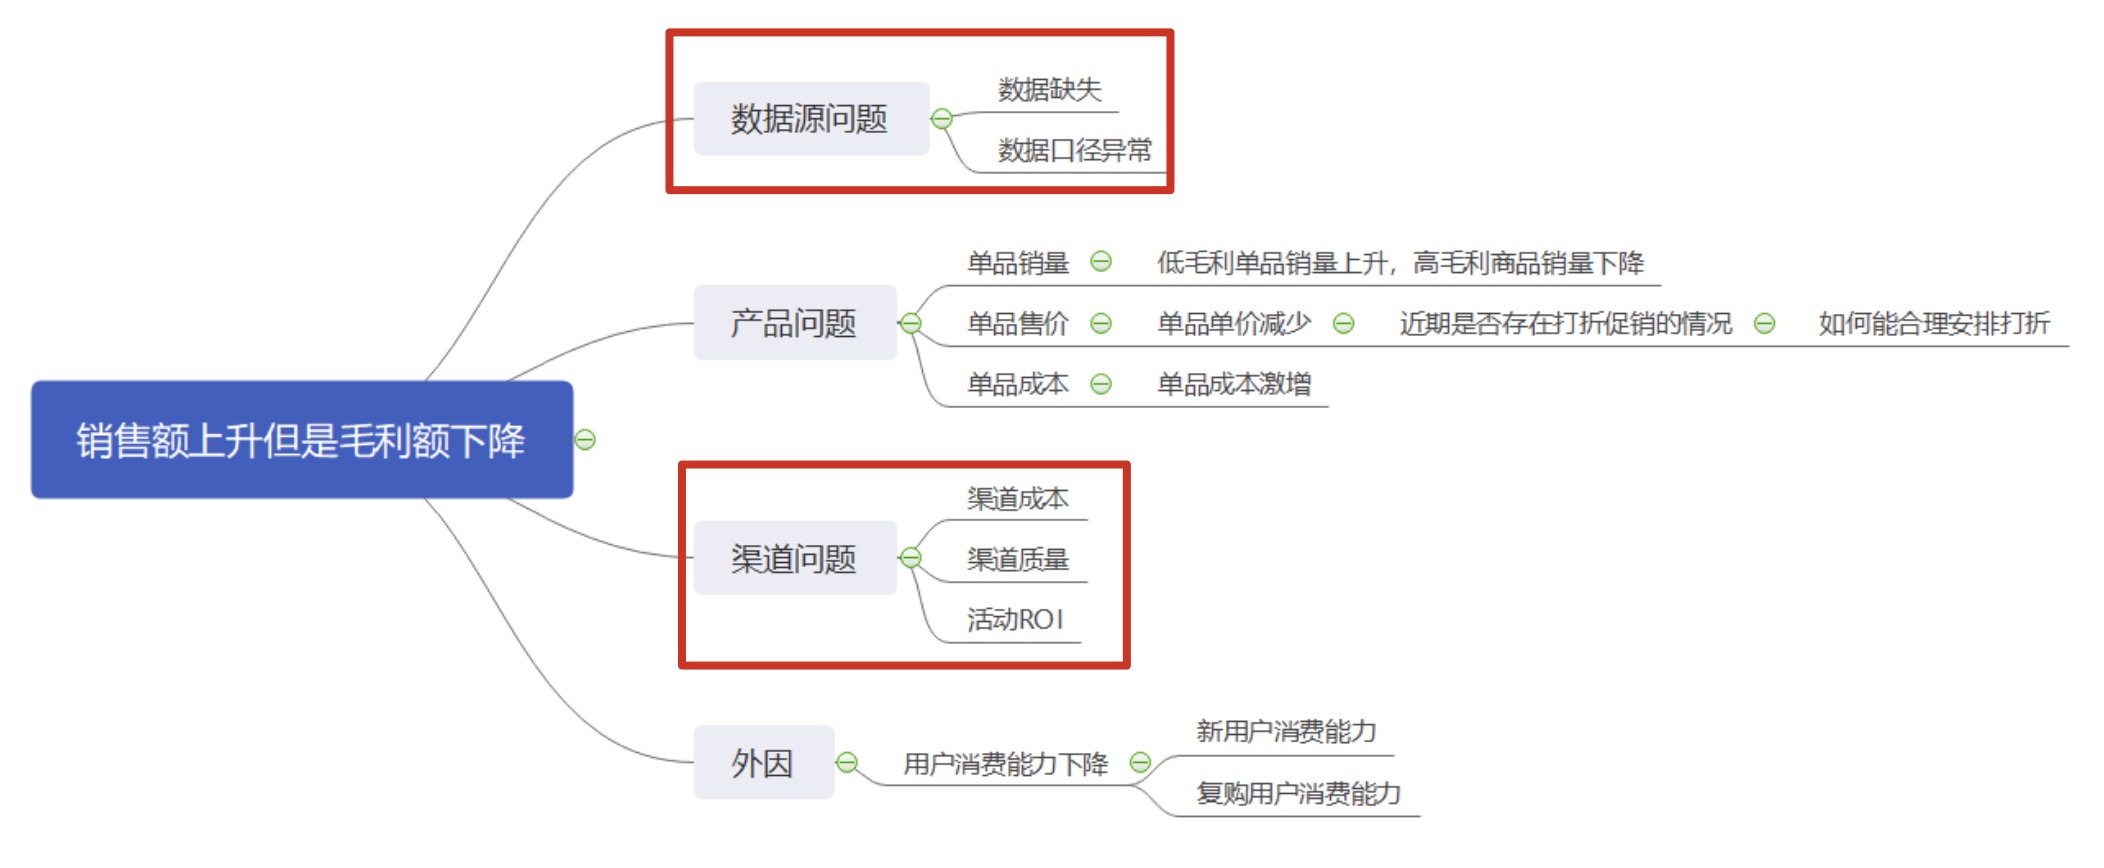 数据缺失
数据源问题
数据口径异常
单品销量 低毛利单品销量上升，高毛利商品销量下降
产品问题 单品售价 单品单价减少 近期是否存在打折促销的情况 如何能合理安排打折
单品成本 单品成本激增
销售额上升但是毛利额下降
渠道成本
渠道问题 渠道质量
活动ROI
新用户消费能力
外因 用户消费能力下降
复购用户消费能力